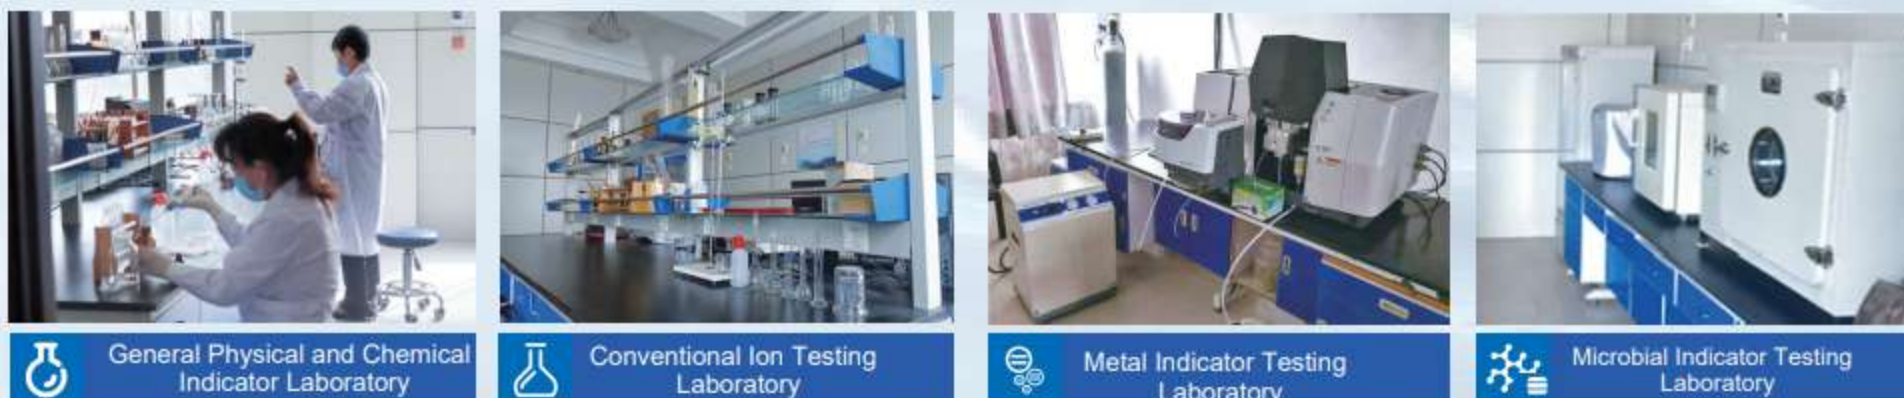 General Physical and Chemical
Indicator Laboratory
Conventional Ion Testing
Laboratory
Metal Indicator Testing
Laboratory
Microbial Indicator Testing
Laboratory